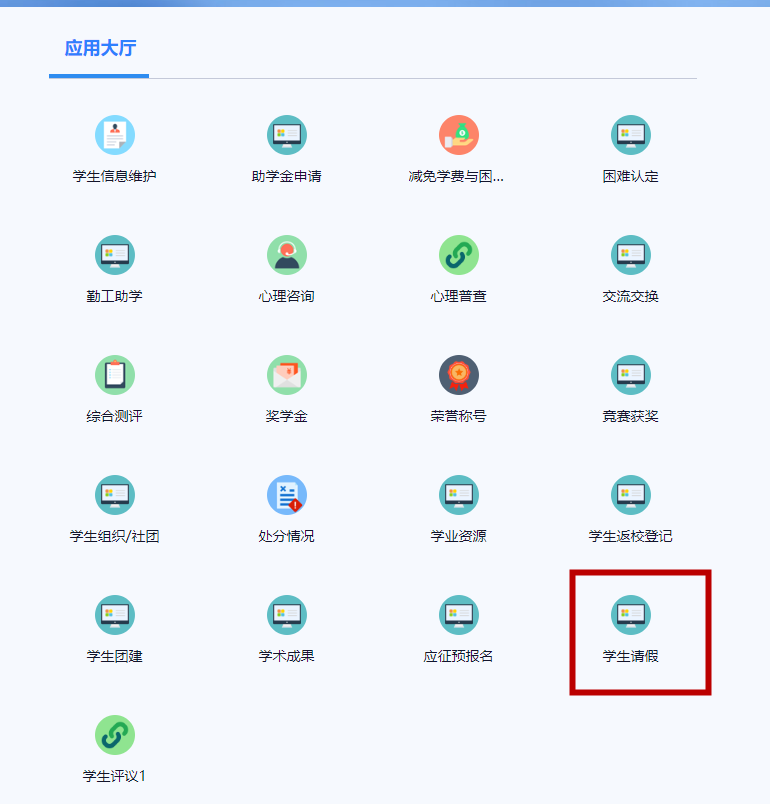 应用大厅
学生信息维护
助学金申请
减免学费与困...
困难认定
勤工助学
心理咨询
心理普查
交流交换
综合测评
奖学金
荣誉称号
竞赛获奖
学生组织/社团
处分情况
学业资源
学生返校登记
学生团建
学术成果
应征预报名
学生请假
学生评议1